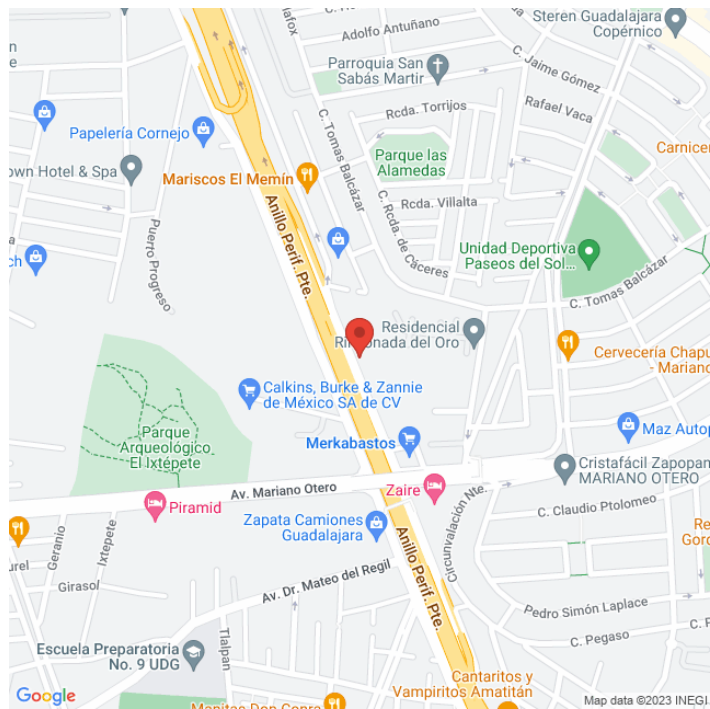 Steren Guadalajara
Copérnico
Adolfo Antuñano
C. Jaime Gómez
Parroquia San
Sabás Martir
Rcda. Torrijos
Rafael Vaca
Papelería Cornejo
C. Tomas Balcázar
Parque las
Alamedas
Hotel & Spa
Mariscos El Memín
Rcda. Villalta
C. Rcda. de Cáceres
Anillo Perif. Pte.
Puerto Progreso
Unidad Deportiva
Paseos del Sol...
C. Tomas Balcázar
Residencial
Rinconada del Oro
Cervecería Chapu
- Mariano
Calkins, Burke & Zannie
de México SA de CV
Parque
Arqueológico
El Ixtépete
Merkabastos
Maz Autop
Av. Mariano Otero
Zaire
Cristafácil Zapopan
MARIANO OTERO
Piramid
Circunvalación Nte.
C. Claudio Ptolomeo
Zapata Camiones
Guadalajara
Geranio
Ixtepete
Anillo Perif. Pte.
Girasol
Av. Dr. Mateo del Regil
Pedro Simón Laplace
Tlalpan
C. Pegaso
C. P
Escuela Preparatoria
No. 9 UDG
Cantaritos y
Vampiritos Amatitán
Google
Map data ©2023 INEGI